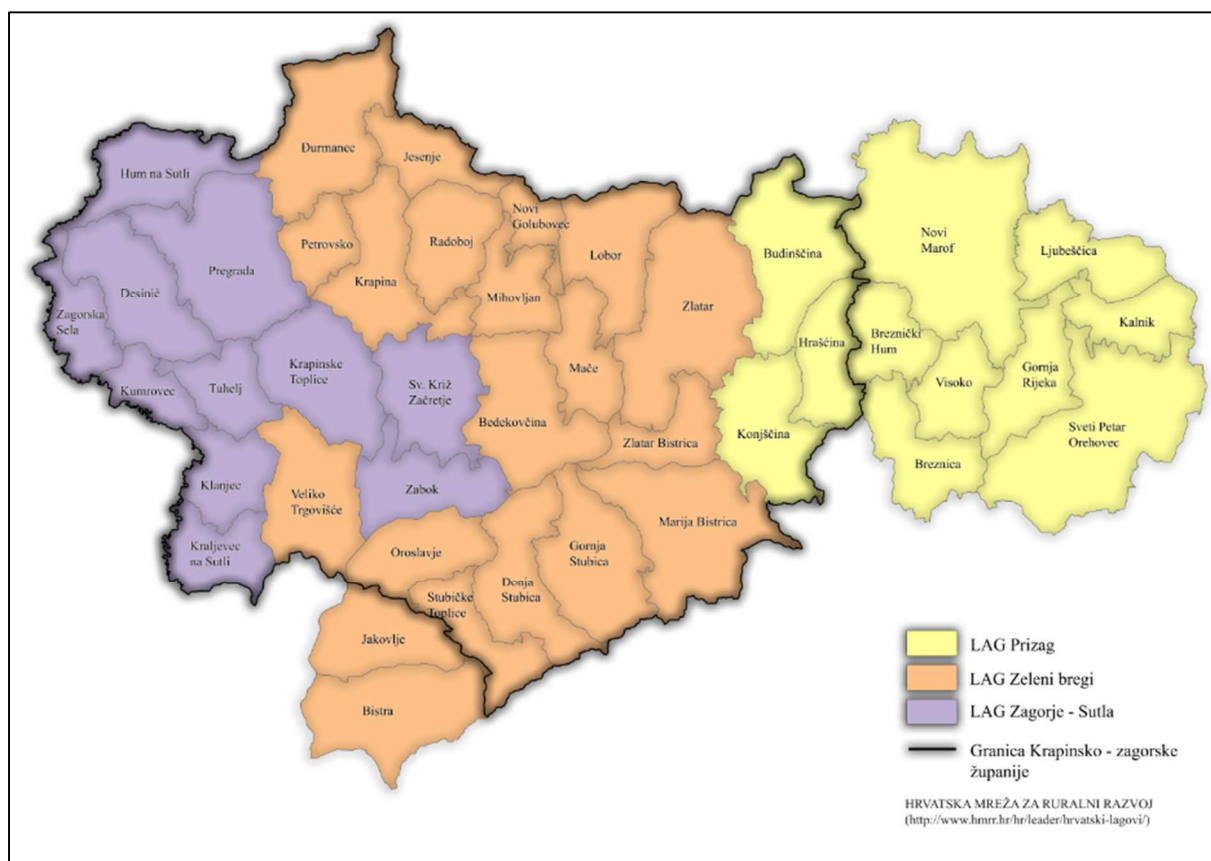 Đurmanec
Jesenje
Hum na Sutli
Novi
Golubovec
Petrovsko
Radoboj
Lobor
Budinščina
Novi
Marof
Ljubeščica
Pregrada
Krapina
Mihovljan
Zlatar
Desinić
Zagorska
Sela
Kalnik
Hrašćina
Breznički
Hum
Kumrovec
Tuhelj
Krapinske
Toplice
Sv. Križ
Začretje
Mače
Visoko
Gornja
Rijeka
Bedekovčina
Zlatar Bistrica
Konjščina
Sveti Petar
Orehovec
Breznica
Klanjec
Veliko
Trgovišće
Zabok
Marija Bistrica
Kraljevec
na Sutli
Oroslavje
Gornja
Stubica
Donja
Stubica
Stubičke
Toplice
Jakovlje
Bistra
LAG Prizag
LAG Zeleni bregi
LAG Zagorje - Sutla
Granica Krapinsko - zagorske
županije
HRVATSKA MREŽA ZA RURALNI RAZVOJ
(http://www.hmrr.hr/hr/leader/hrvatski-lagovi/)